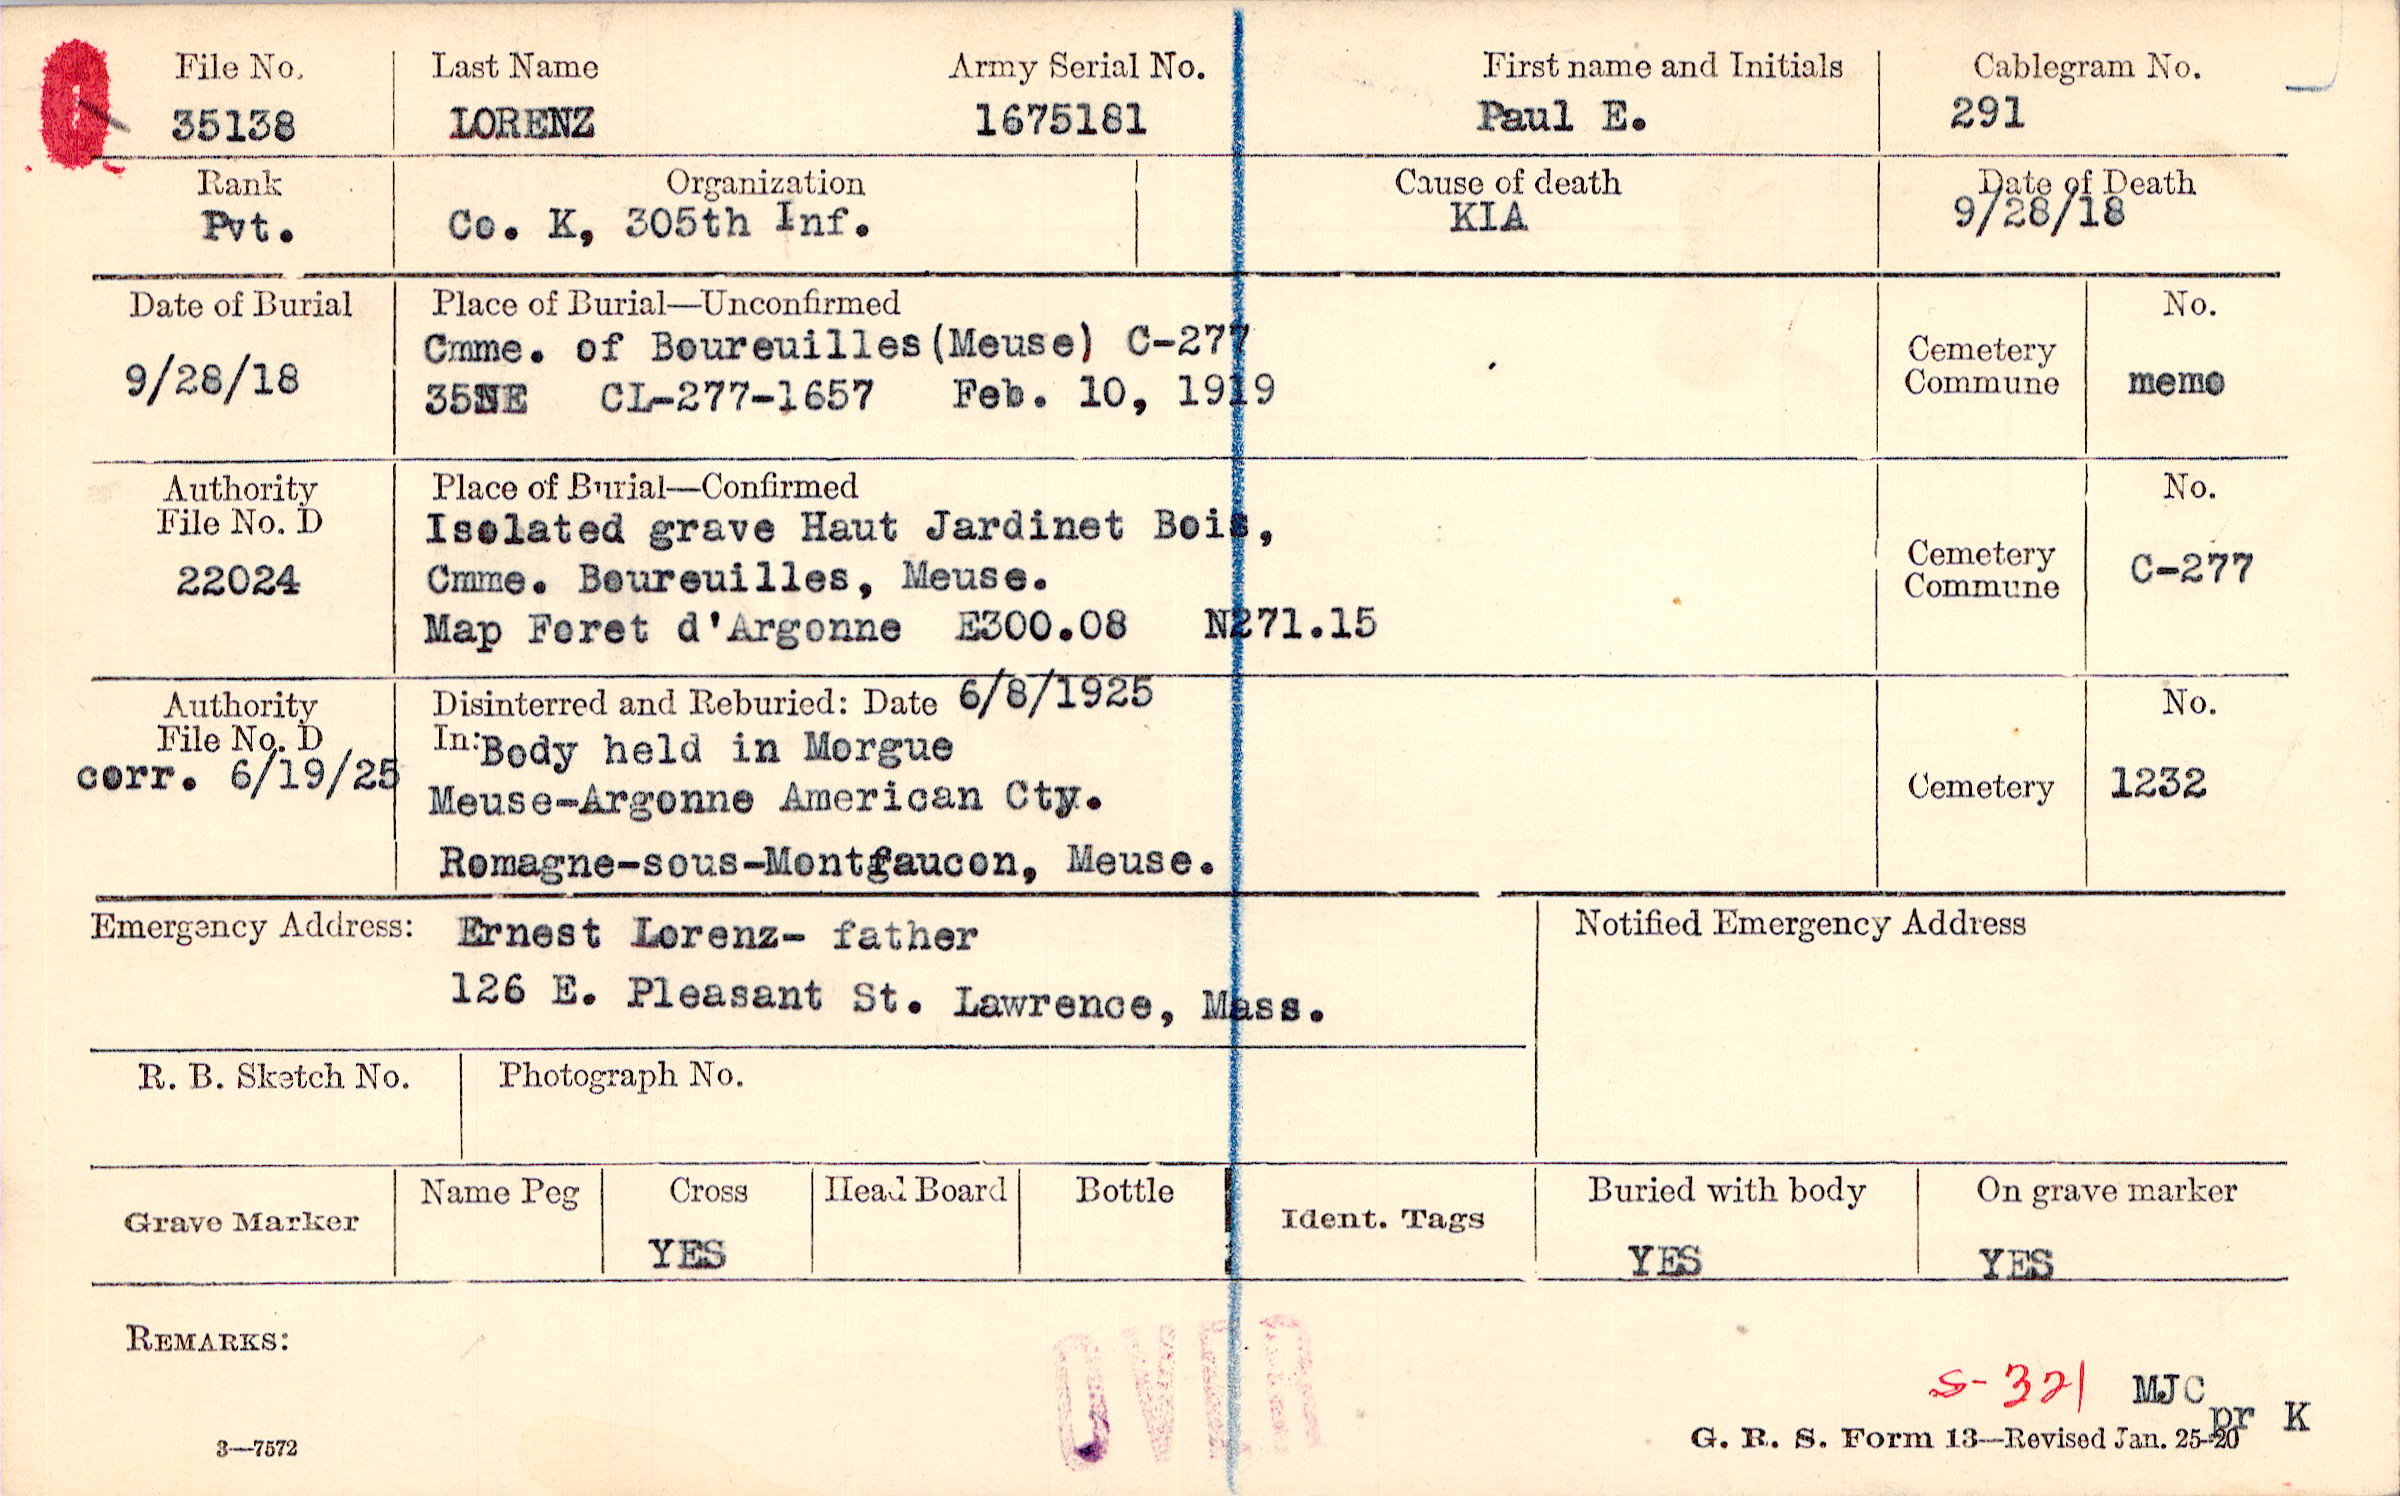 File No. Last Name Army Serial No. First name and Initials Cablegram No.
35138 LORENZ 1675181 Paul E. 291
Rank Organization Cause of death Date of Death
Pvt. Co. K, 305th Inf. KIA 9/28/18
Date of Burial Place of Burial—Unconfirmed No.
Cmme. of Boureuilles(Meuse) C-277
9/28/18 Cemetery Commune memo
35NE CL-277-1657 Feb. 10, 1919
Authority Place of Burial—Confirmed No.
File No. D Isolated grave Haut Jardinet Bois,
22024 Cmme. Boureuilles, Meuse. Cemetery Commune C-277
Map Foret d'Argonne E300.08 N271.15
Authority Disinterred and Reburied: Date 6/8/1925 No.
File No. D In: Body held in Morgue
corr. 6/19/25 Meuse-Argonne American Cty. Cemetery 1232
Romagne-sous-Montfaucon, Meuse.
Emergency Address: Ernest Lorenz- father Notified Emergency Address
126 E. Pleasant St. Lawrence, Mass.
R. B. Sketch No. Photograph No.
Grave Marker Name Peg Cross Head Board Bottle Ident. Tags Buried with body On grave marker
YES YES YES
REMARKS:
OVER
S-321 MJC
pr K
3—7572 G. R. S. Form 13—Revised Jan. 25-20